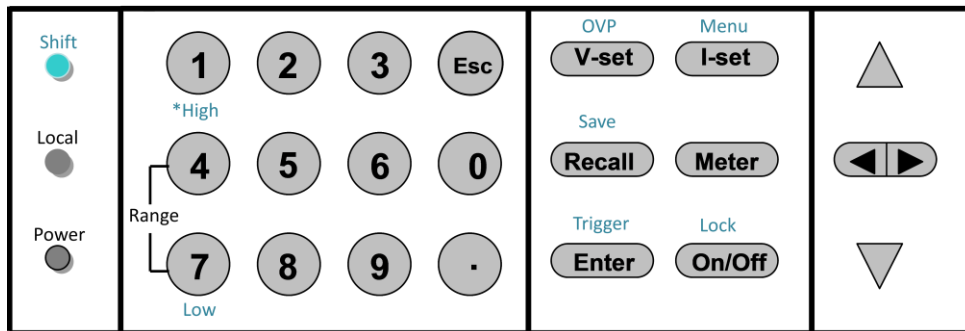 Shift
Local
Power
1 2 3 Esc
*High
4 5 6 0
Range
7 8 9 .
Low
OVP Menu
V-set I-set
Save
Recall Meter
Trigger Lock
Enter On/Off